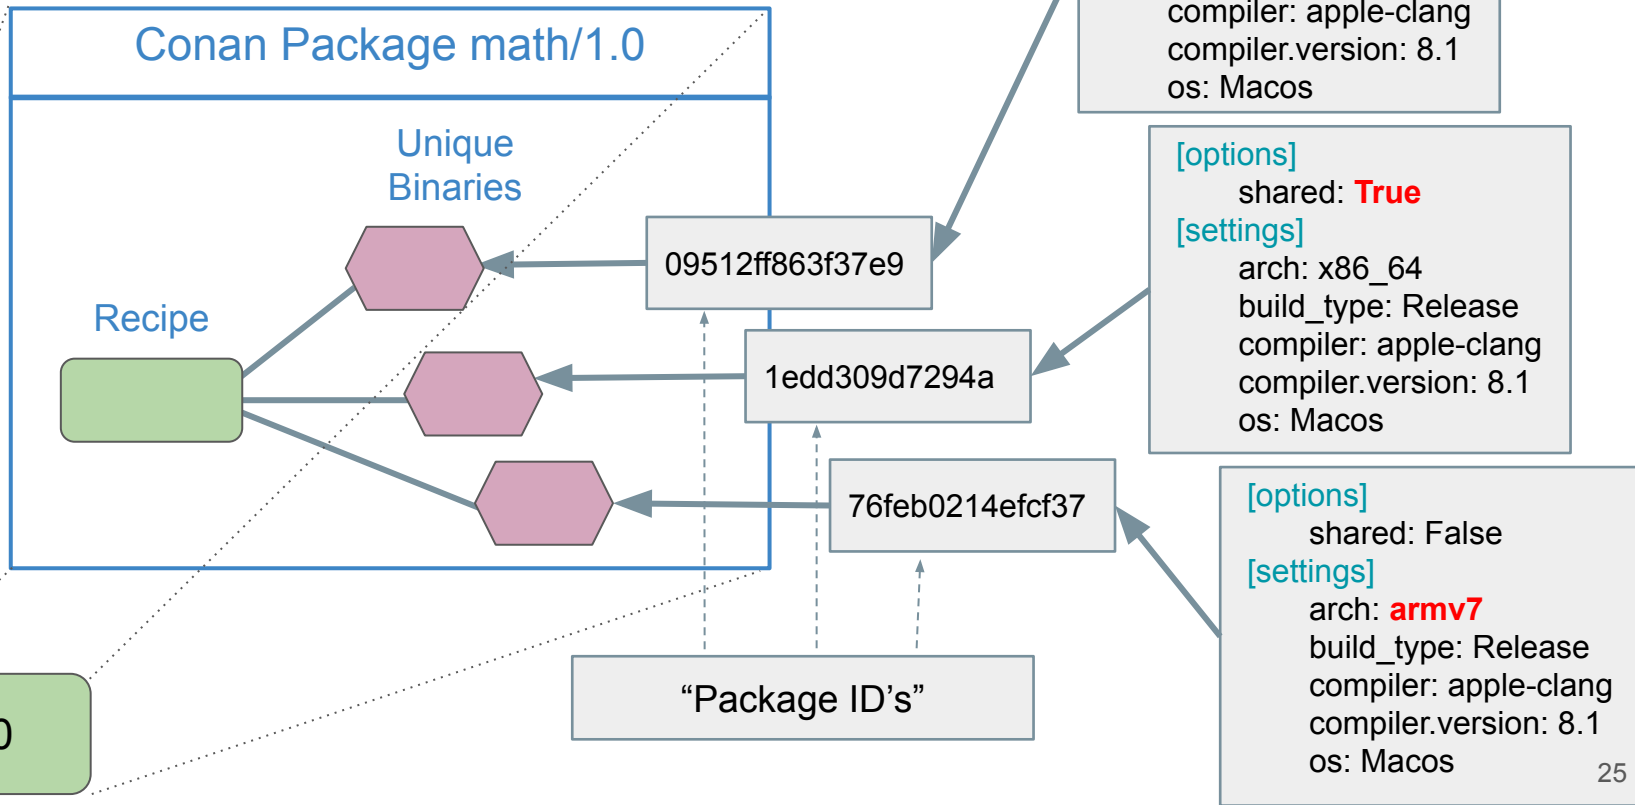 compiler: apple-clang
compiler.version: 8.1
os: Macos
Conan Package math/1.0
Unique
Binaries
Recipe
09512ff863f37e9
1edd309d7294a
76feb0214efcf37
[options]
shared: True
[settings]
arch: x86_64
build_type: Release
compiler: apple-clang
compiler.version: 8.1
os: Macos
[options]
shared: False
[settings]
arch: armv7
build_type: Release
compiler: apple-clang
compiler.version: 8.1
os: Macos
“Package ID’s”
0
25